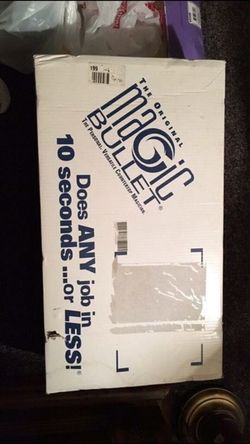 THE ORIGINAL
MAGIC
BULLET®
THE PERSONAL, VERSATILE COUNTERTOP MAGICIAN
Does ANY job in
10 seconds ...or LESS!